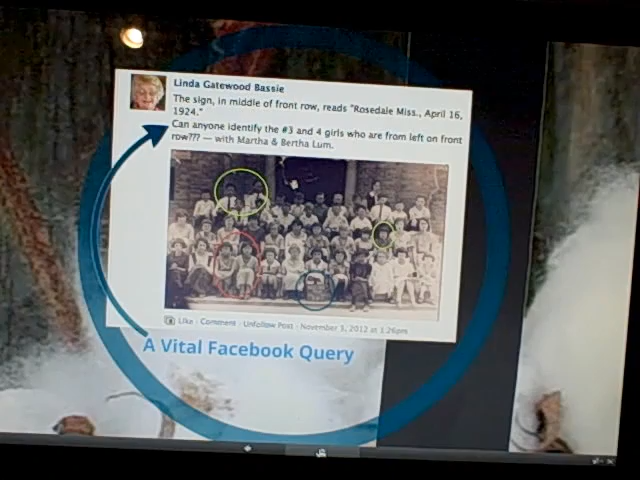 Linda Gatewood Bassie
The sign, in middle of front row, reads "Rosedale Miss., April 16,
1924."
Can anyone identify the #3 and 4 girls who are from left on front
row??? — with Martha & Bertha Lum.
Like · Comment · Unfollow Post · November 3, 2012 at 1:26pm
A Vital Facebook Query